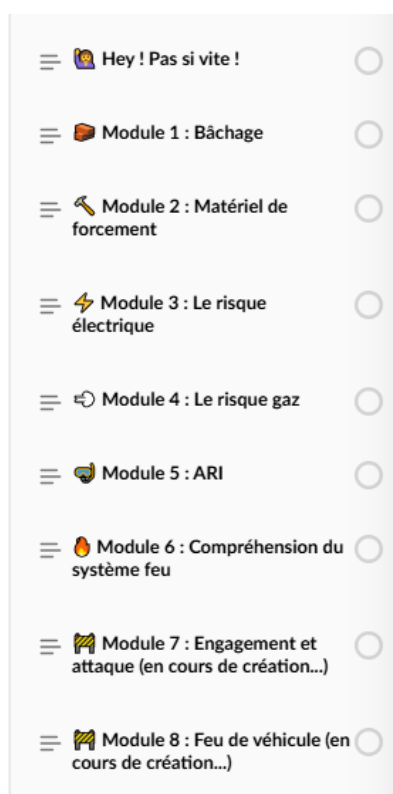 Hey ! Pas si vite !
Module 1 : Bâchage
Module 2 : Matériel de
forcement
Module 3 : Le risque
électrique
Module 4 : Le risque gaz
Module 5 : ARI
Module 6 : Compréhension du
système feu
Module 7 : Engagement et
attaque (en cours de création...)
Module 8 : Feu de véhicule (en
cours de création...)